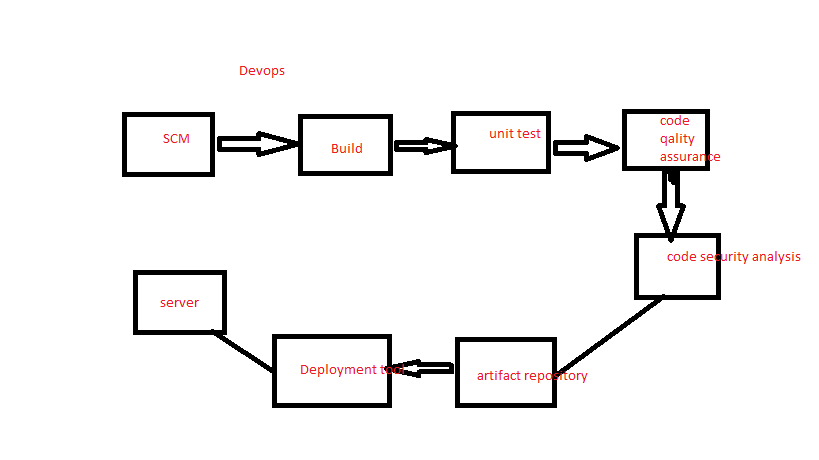 Devops
SCM
Build
unit test
code
qality
assurance
code security analysis
artifact repository
Deployment tool
server